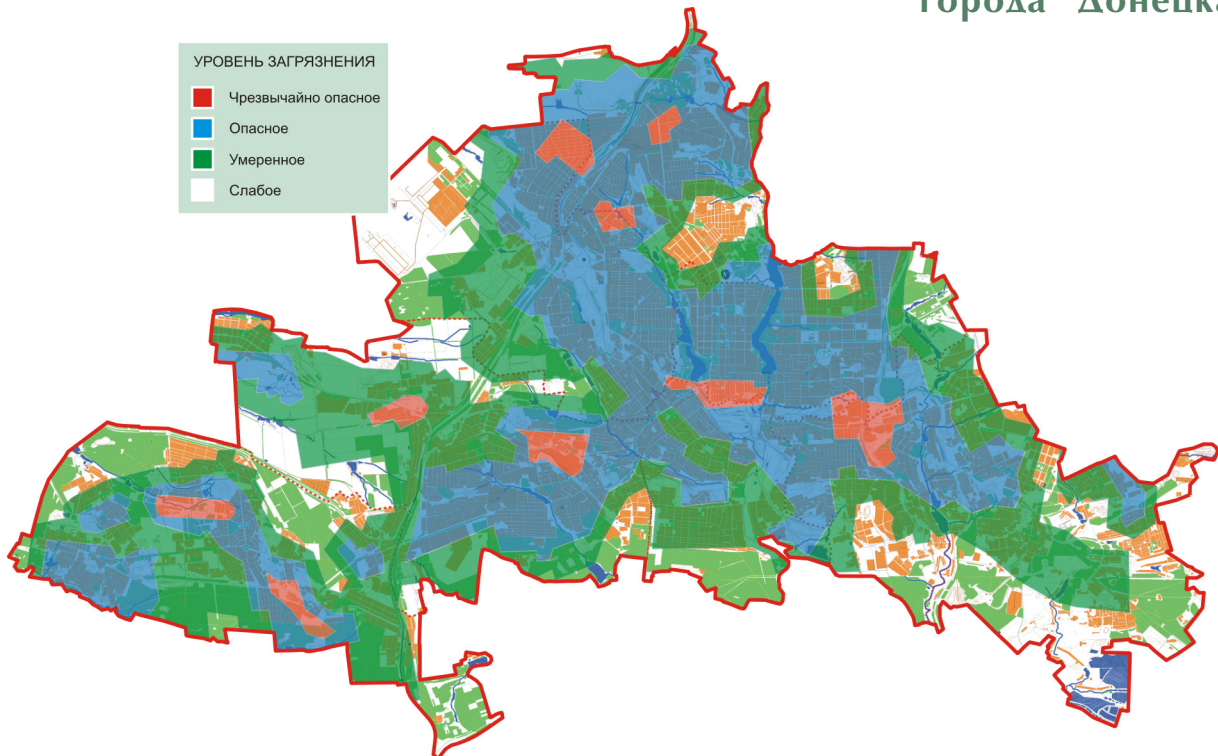 города Донецка
УРОВЕНЬ ЗАГРЯЗНЕНИЯ
Чрезвычайно опасное
Опасное
Умеренное
Слабое